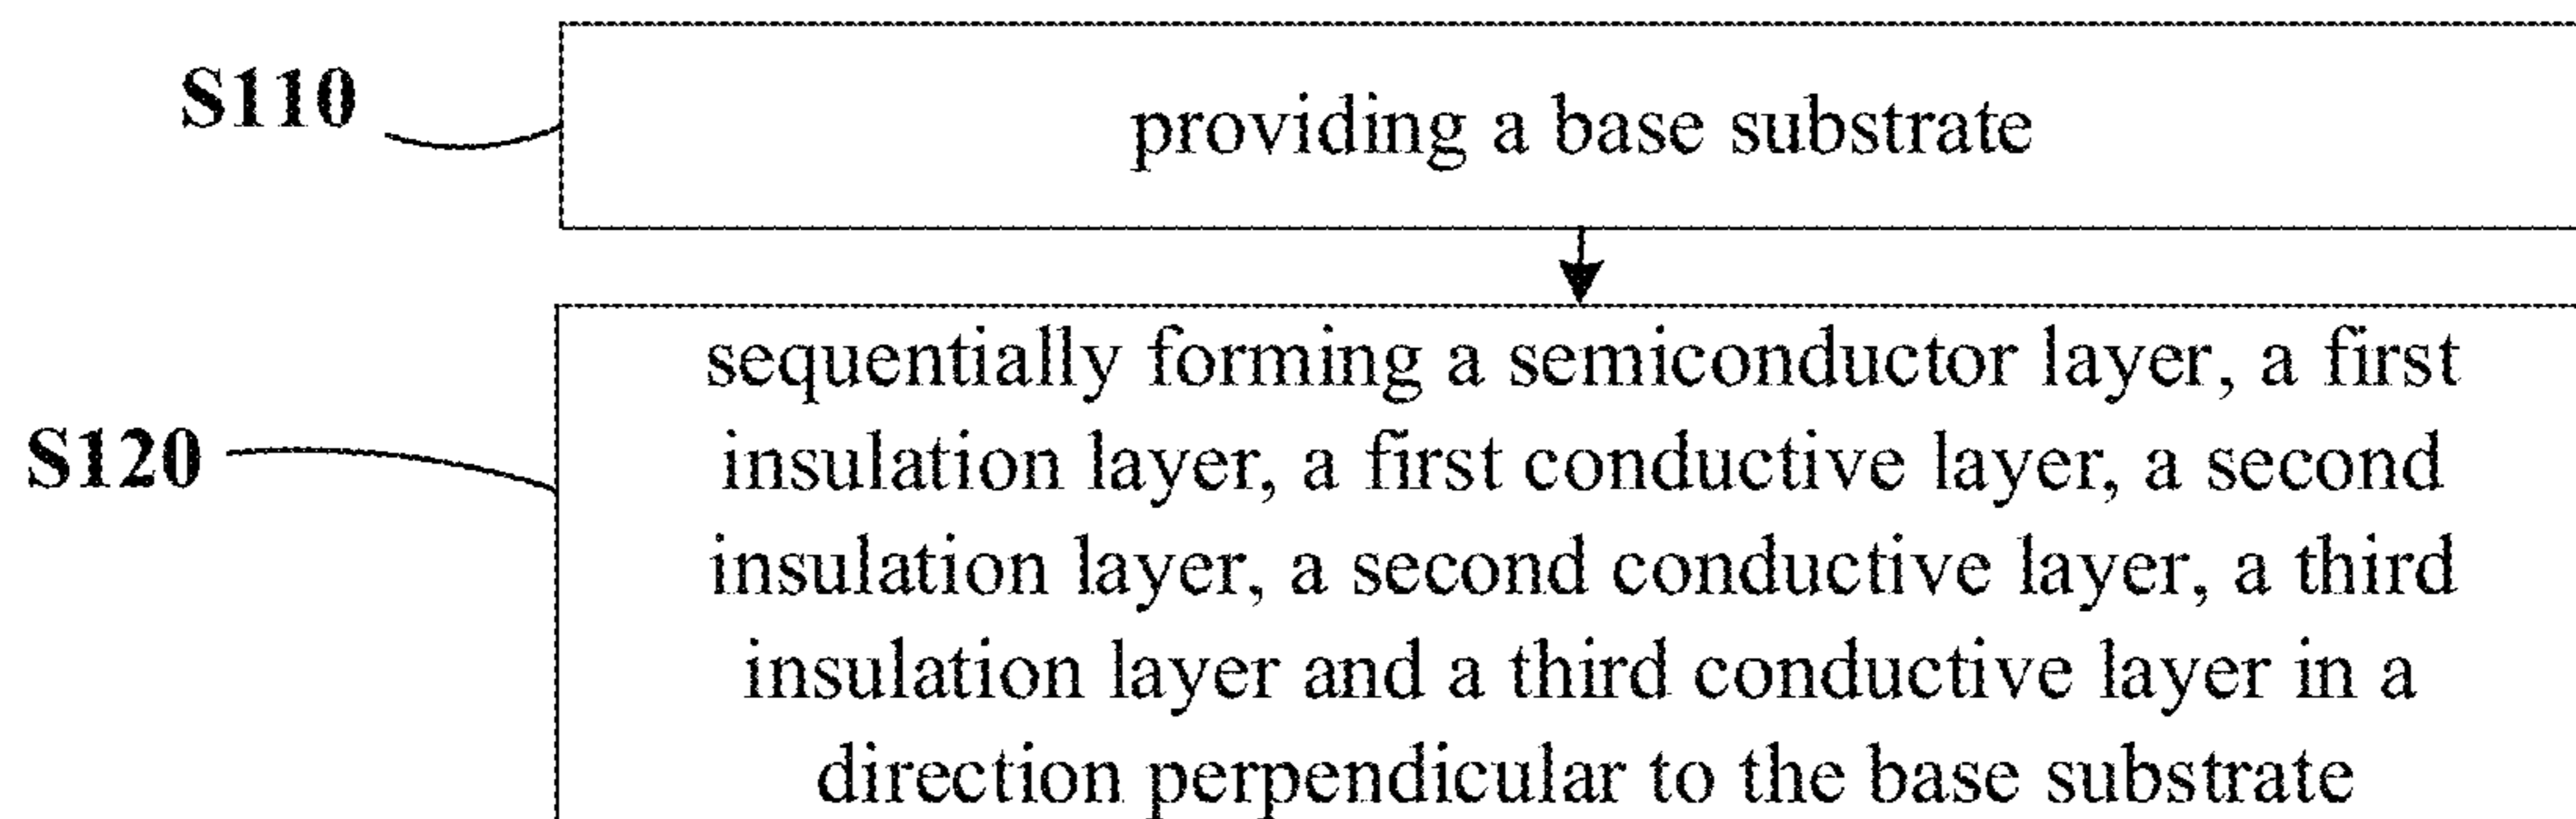 S110
providing a base substrate
S120
sequentially forming a semiconductor layer, a first
insulation layer, a first conductive layer, a second
insulation layer, a second conductive layer, a third
insulation layer and a third conductive layer in a
direction perpendicular to the base substrate